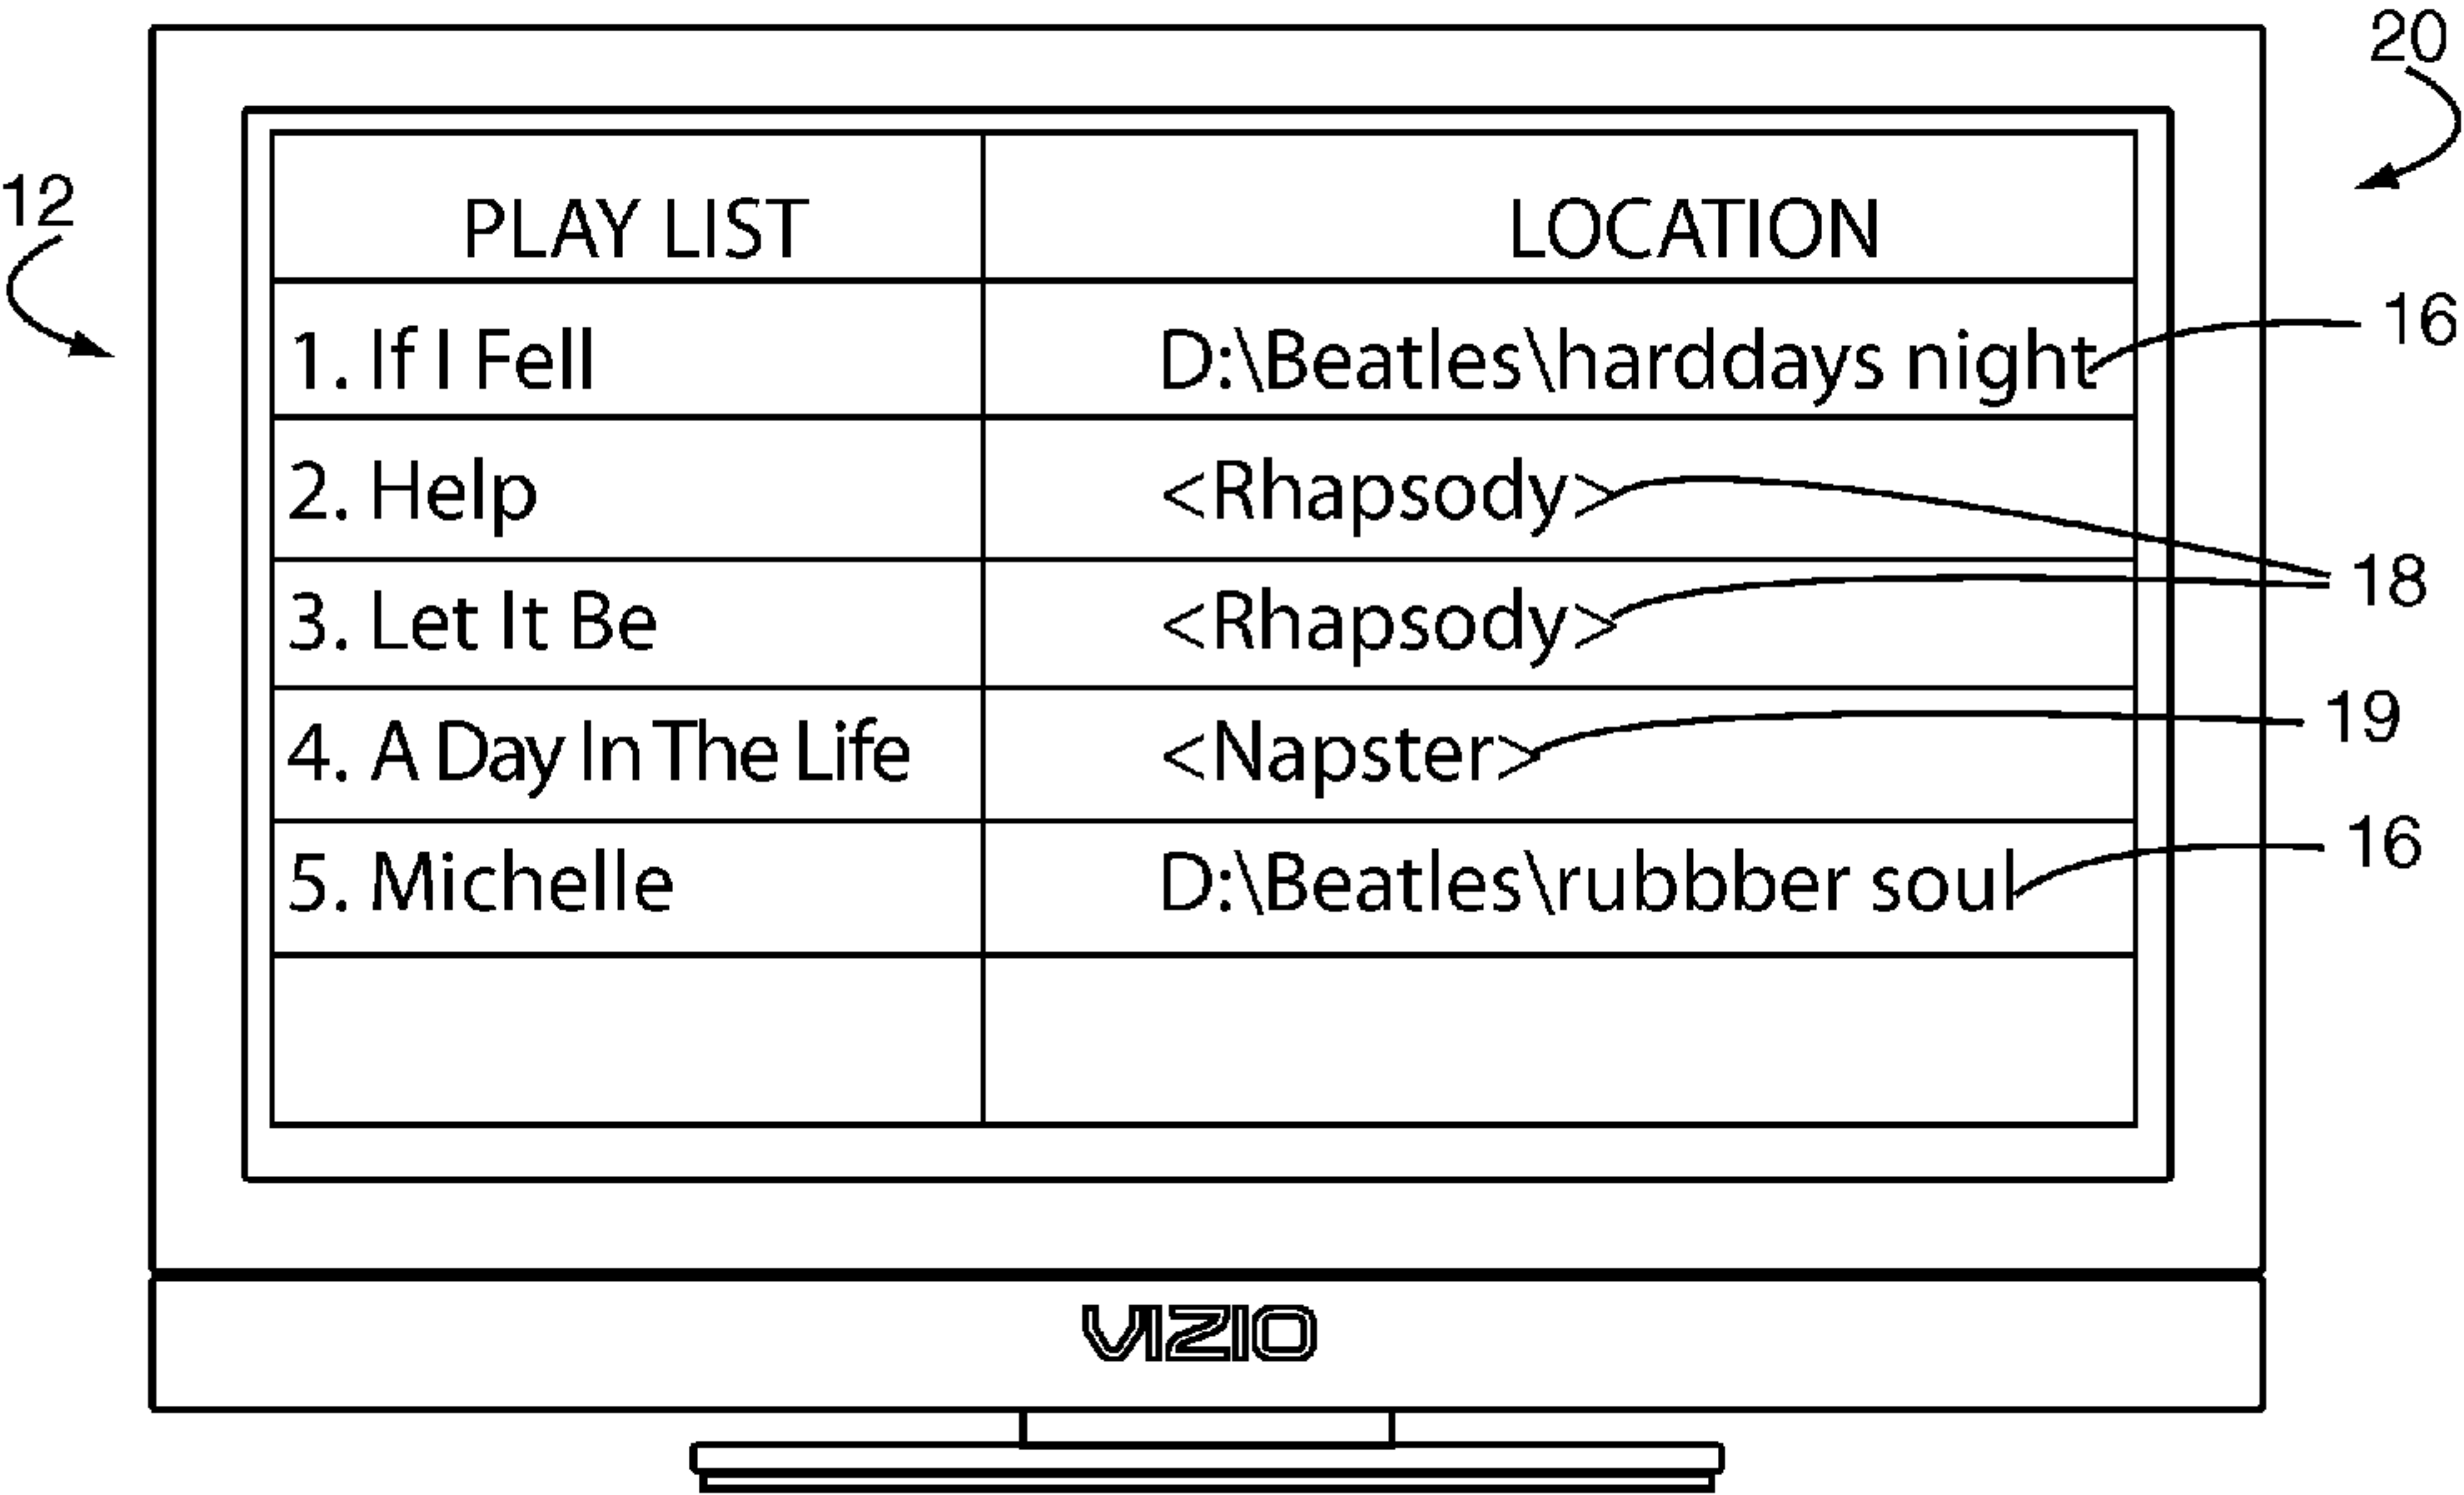 20
12
PLAY LIST LOCATION
1. If I Fell D:\Beatles\harddays night 16
2. Help <Rhapsody>
18
3. Let It Be <Rhapsody>
4. A Day In The Life <Napster> 19
5. Michelle D:\Beatles\rubbber soul 16
VIZIO